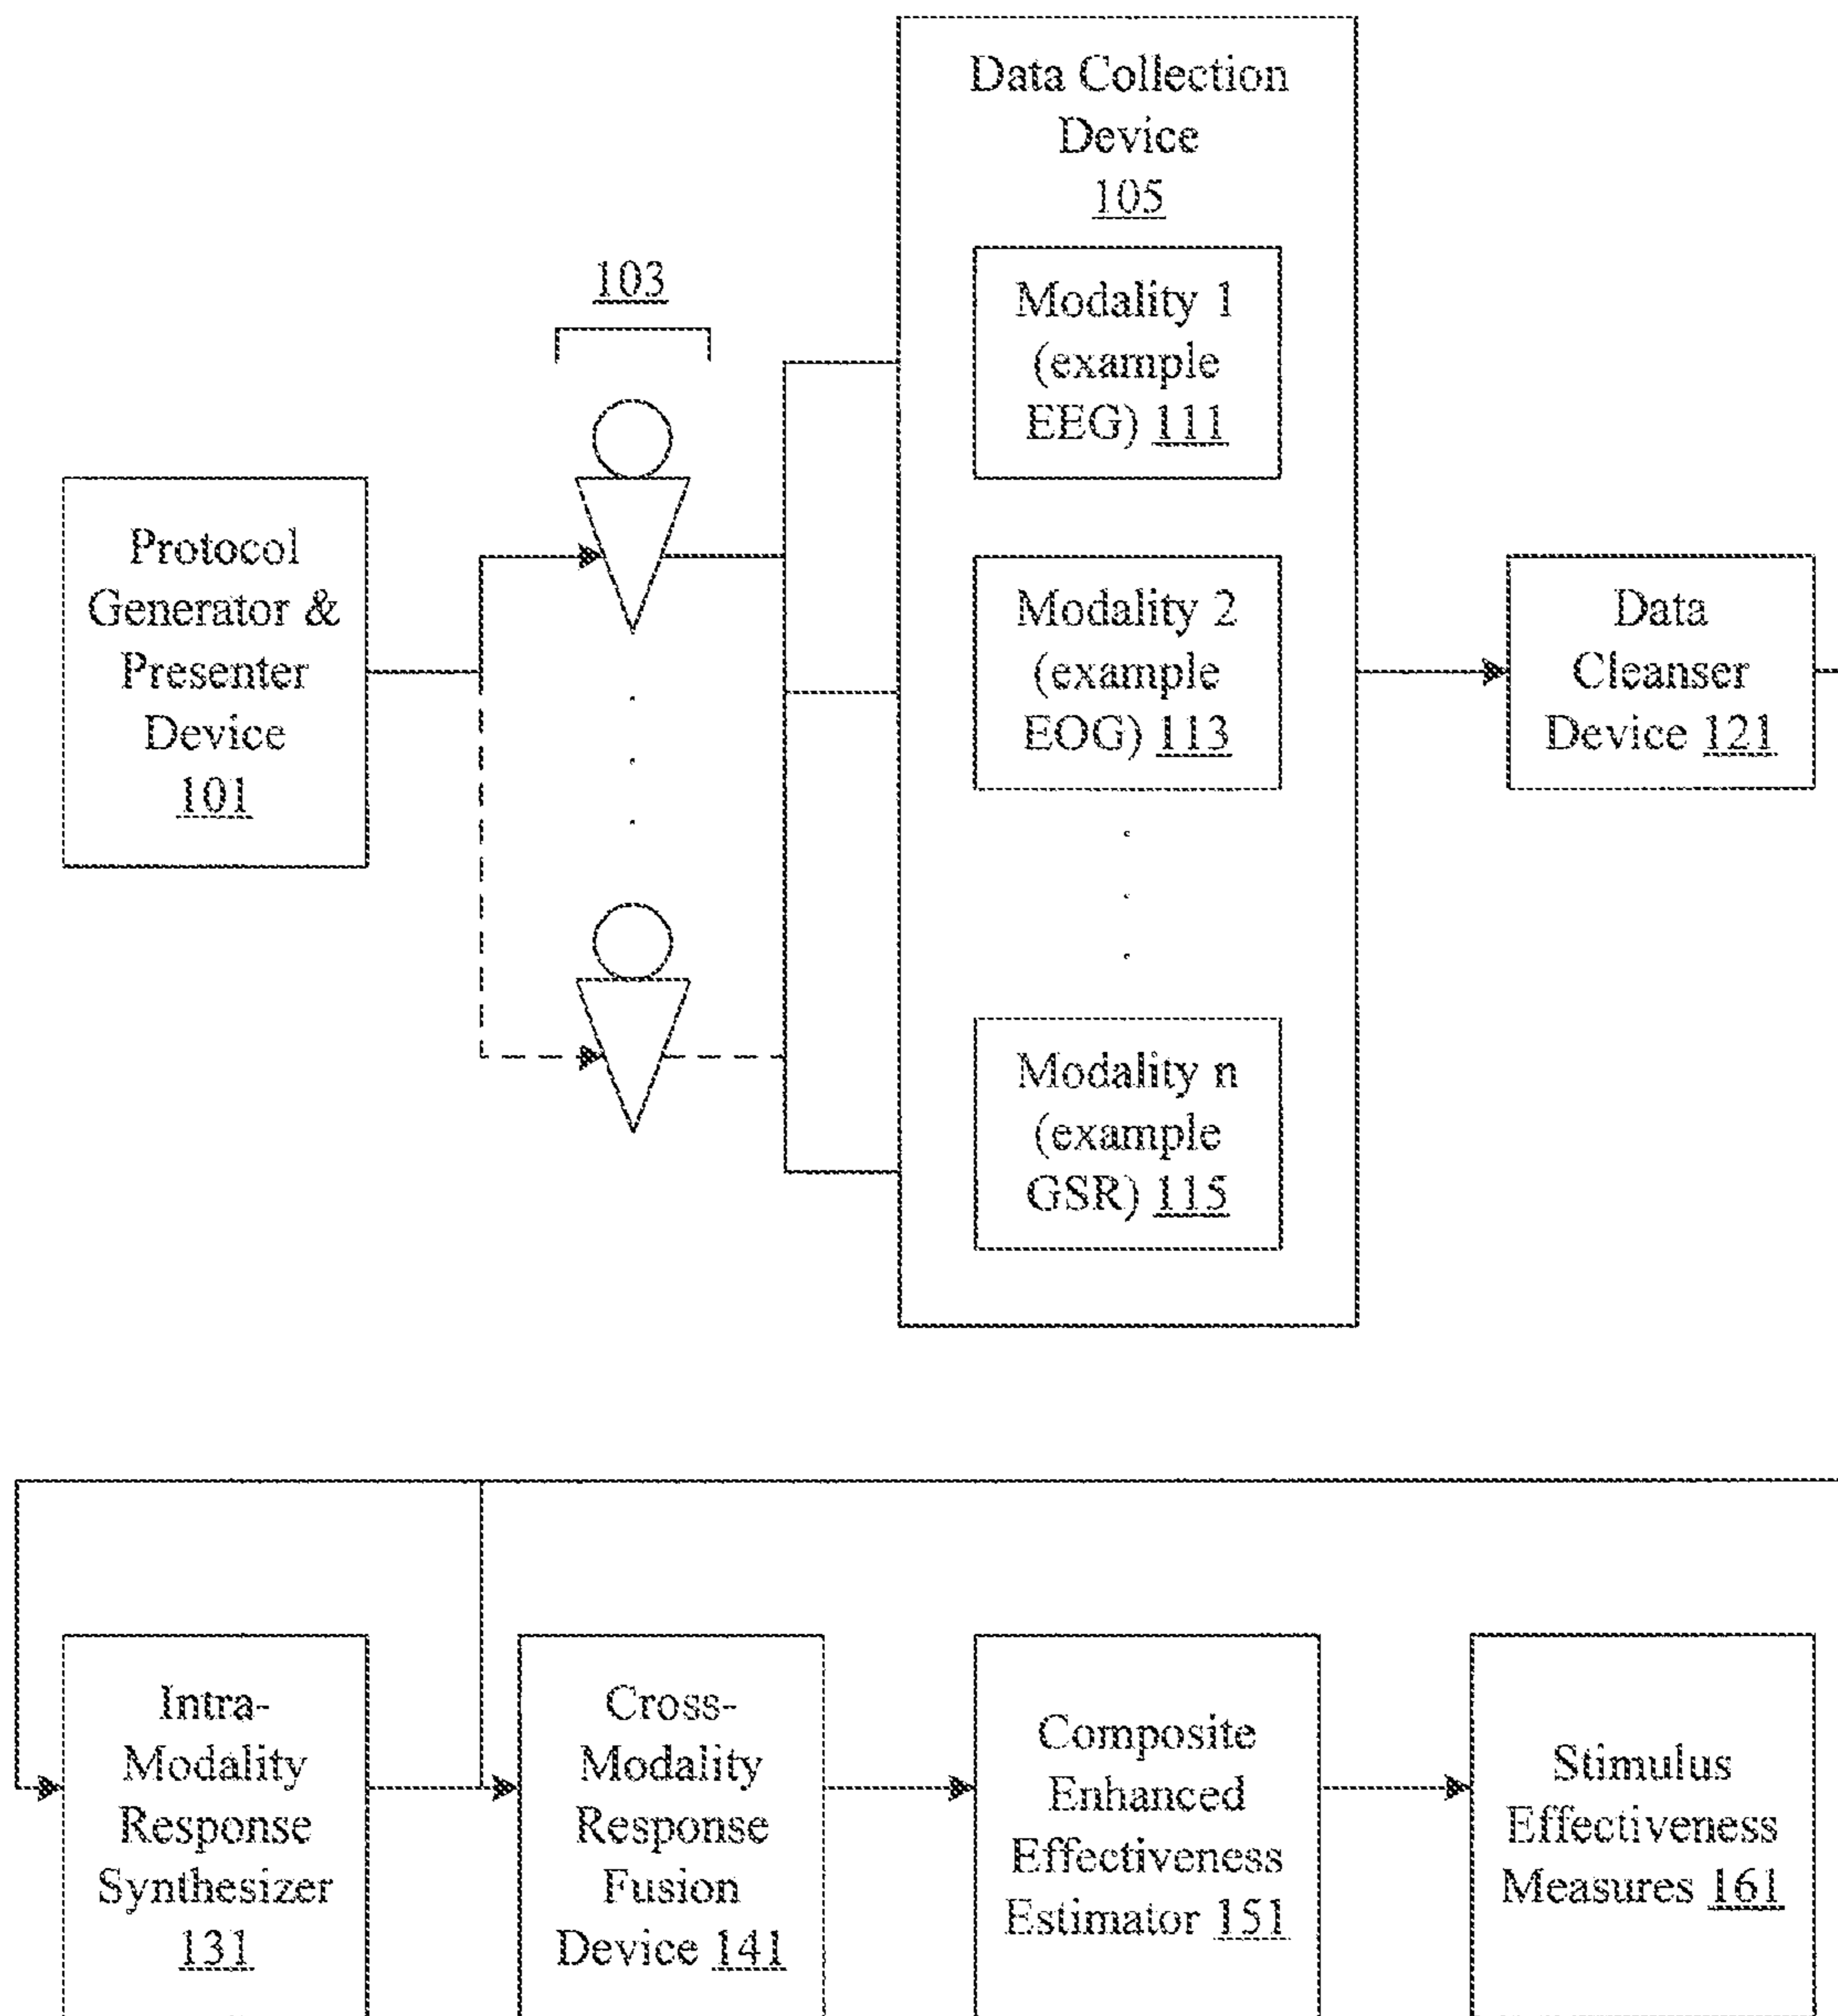 Data Collection
Device
105
103
Modality 1
(example
EEG) 111
Protocol
Generator &
Presenter
Device
101
Modality 2
(example
EOG) 113
Data
Cleanser
Device 121
Modality n
(example
GSR) 115
Intra-
Modality
Response
Synthesizer
131
Cross-
Modality
Response
Fusion
Device 141
Composite
Enhanced
Effectiveness
Estimator 151
Stimulus
Effectiveness
Measures 161